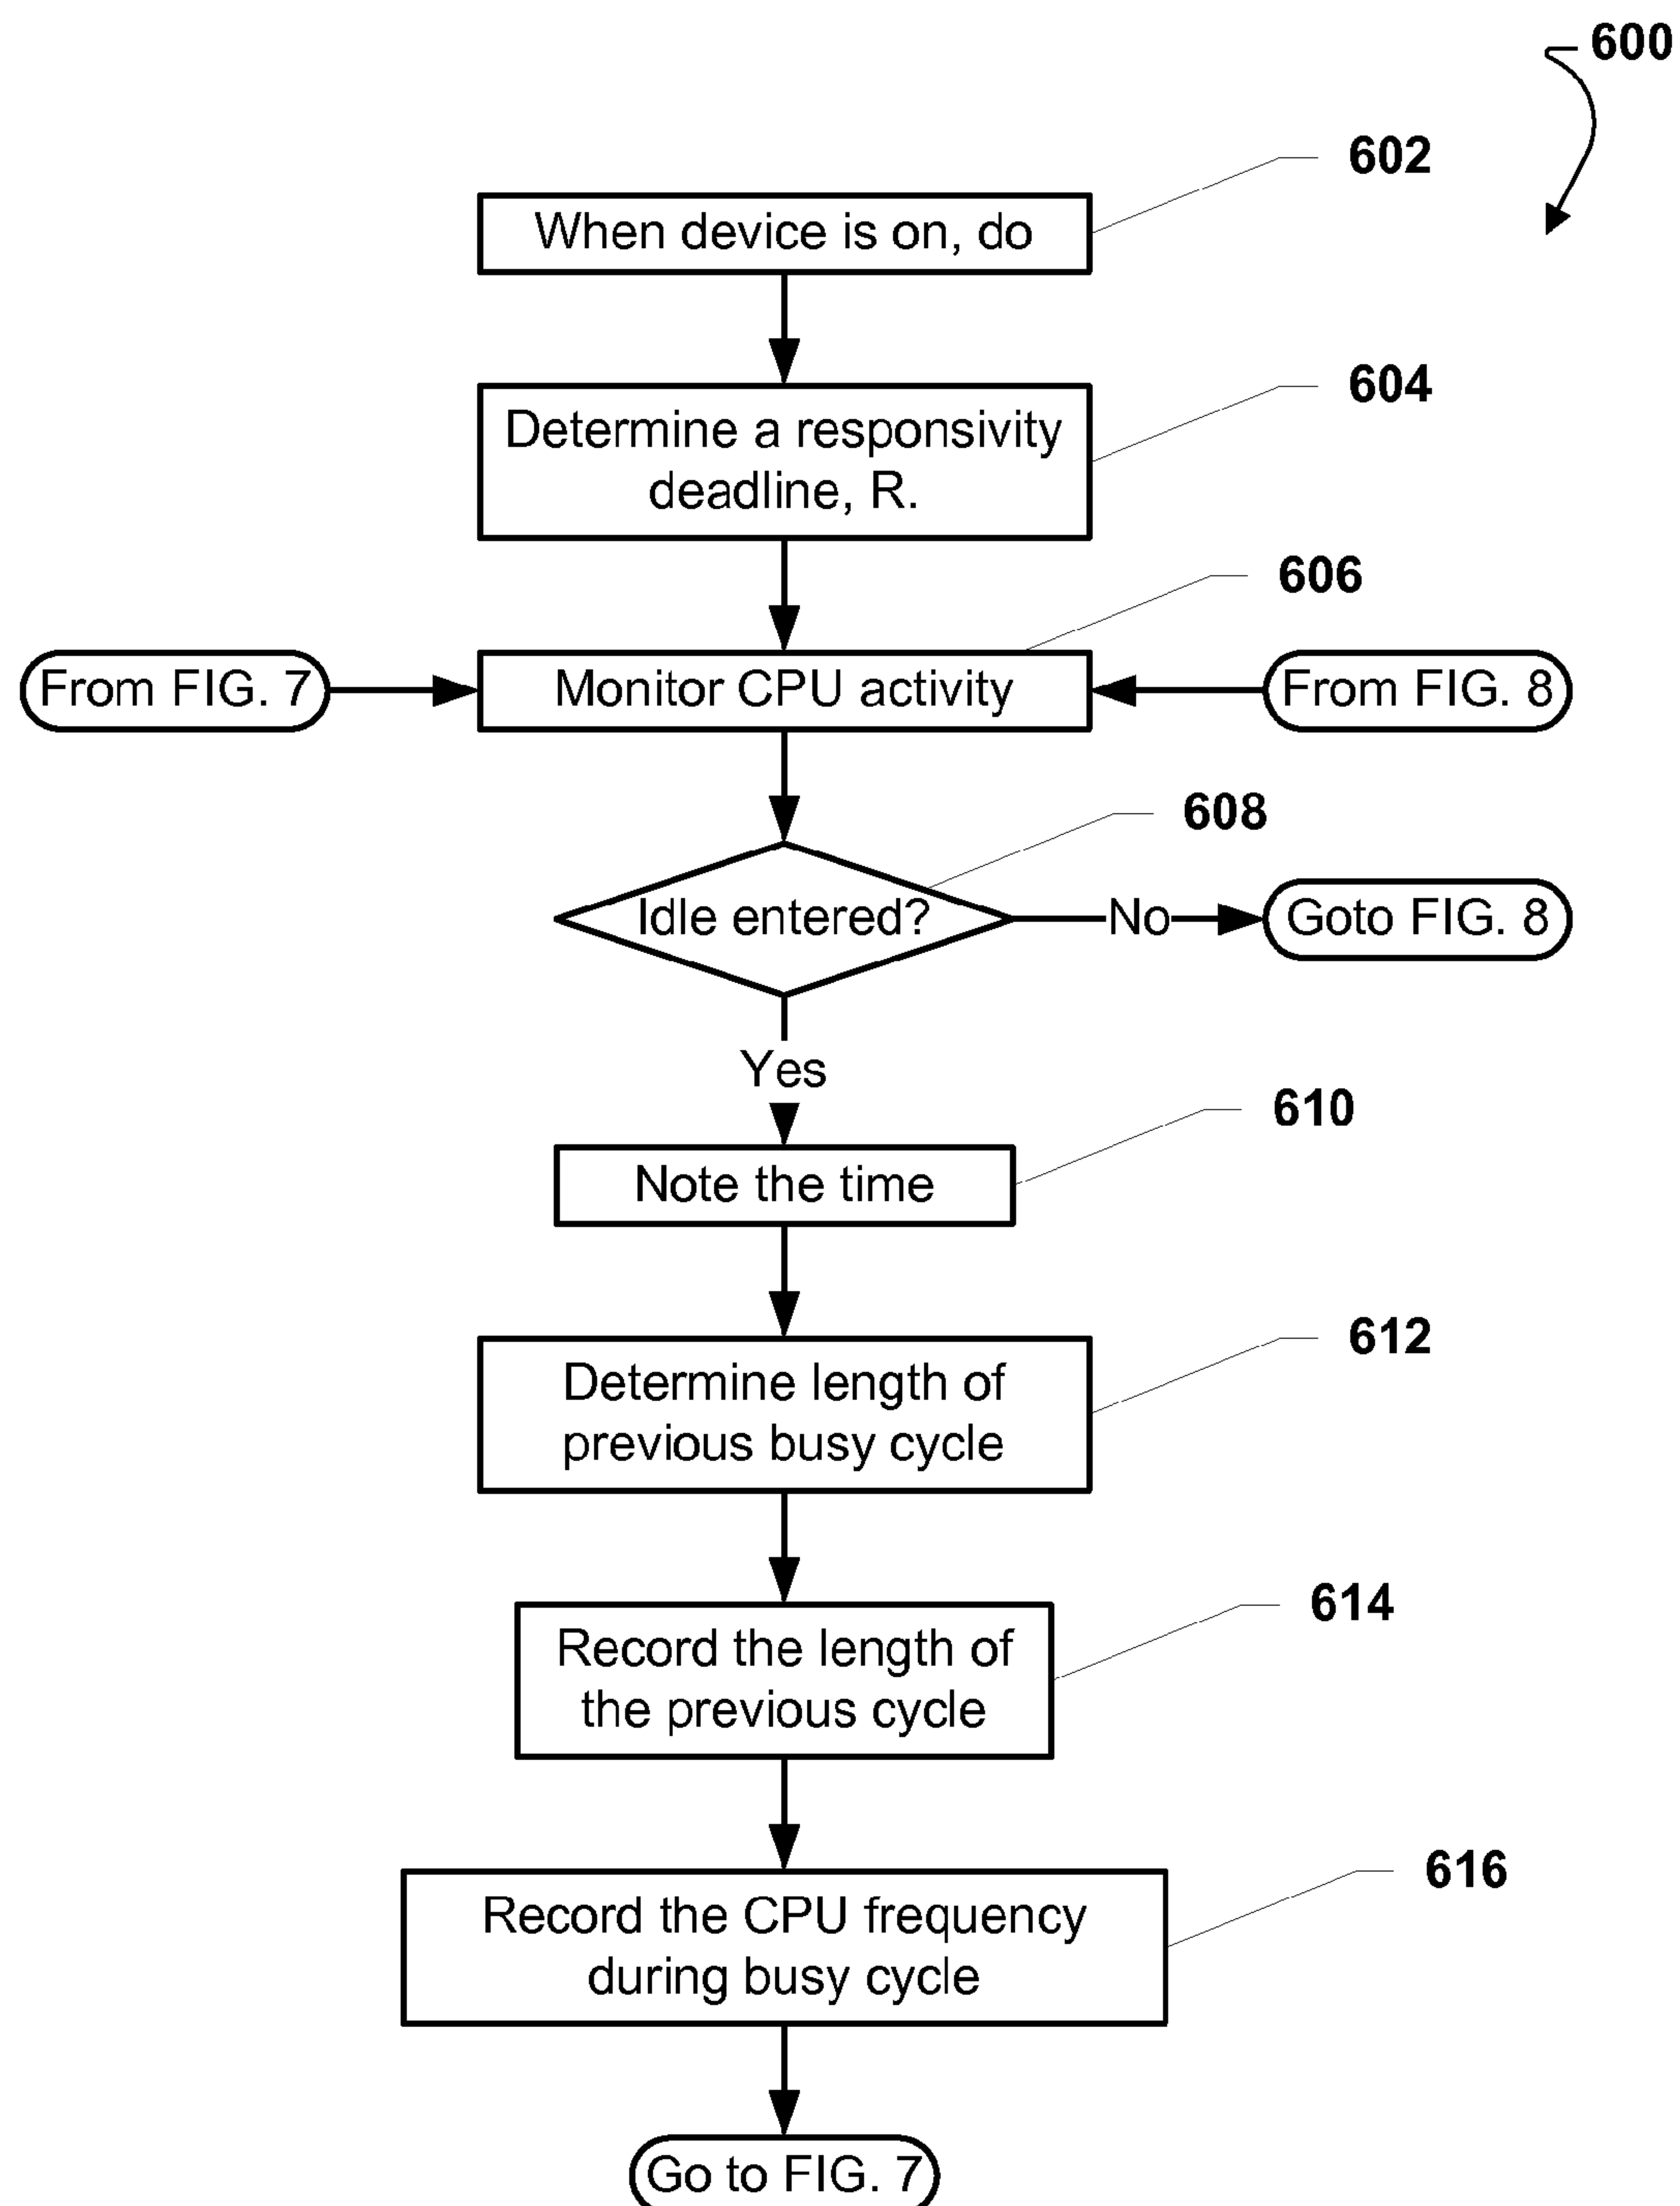 600
602
When device is on, do
604
Determine a responsivity
deadline, R.
606
From FIG. 7
Monitor CPU activity
From FIG. 8
608
Idle entered?
No
Goto FIG. 8
Yes
610
Note the time
612
Determine length of
previous busy cycle
614
Record the length of
the previous cycle
616
Record the CPU frequency
during busy cycle
Go to FIG. 7